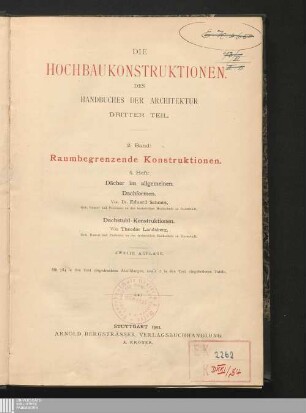 DIE
HOCHBAUKONSTRUKTIONEN.
DES
HANDBUCHES DER ARCHITEKTUR
DRITTER TEIL.
2. Band:
Raumbegrenzende Konstruktionen.
Heft:
Dächer im allgemeinen.
Dachformen.
Von Dr. Eduard Schmitt,
Dachstuhl-Konstruktionen.
Von Theodor Landsberg,
ZWEITE AUFLAGE.
STUTTGART 1901.
ARNOLD BERGSTRÄSSER VERLAGSBUCHHANDLUNG
A. KRÖNER.
2262